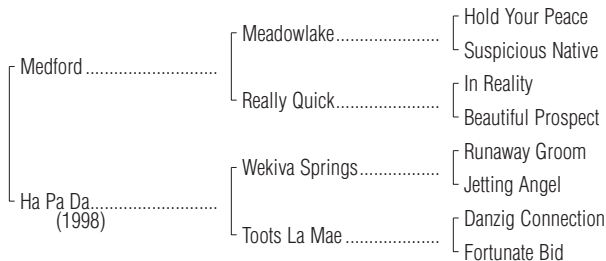 Hold Your Peace
Meadowlake
Suspicious Native
Medford
In Reality
Really Quick
Beautiful Prospect
Runaway Groom
Wekiva Springs
Jetting Angel
Ha Pa Da
(1998)
Danzig Connection
Toots La Mae
Fortunate Bid